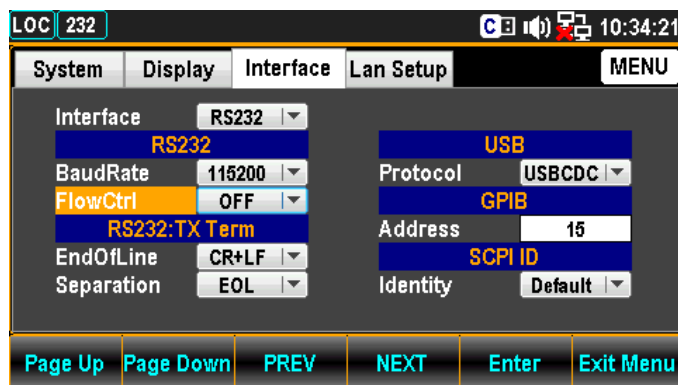 LOC 232 C 10:34:21
System Display Interface Lan Setup MENU
Interface RS232
RS232
BaudRate 115200
FlowCtrl OFF
RS232:TX Term
EndOfLine CR+LF
Separation EOL
USB
Protocol USBCDC
GPIB
Address 15
SCPI ID
Identity Default
Page Up Page Down PREV NEXT Enter Exit Menu